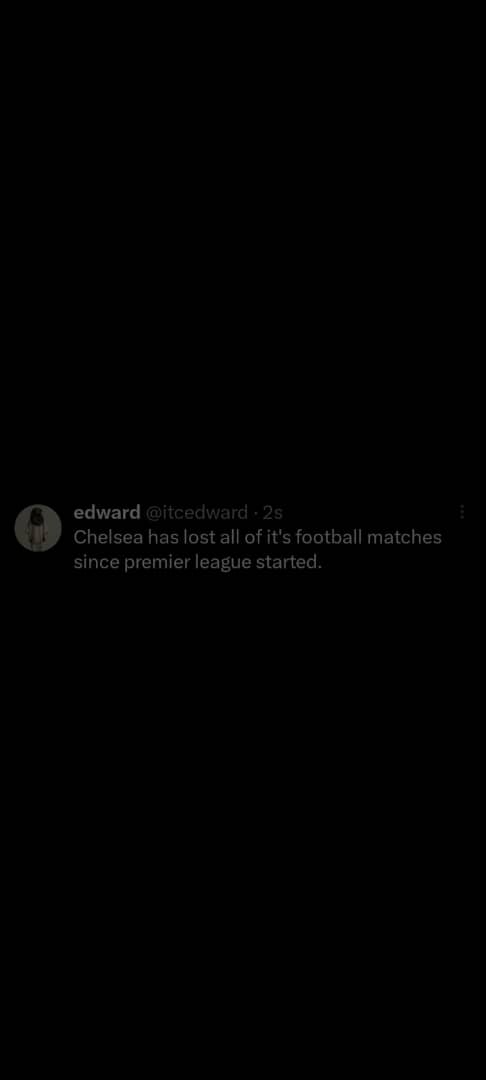 edward @itcedward · 2s
Chelsea has lost all of it's football matches
since premier league started.